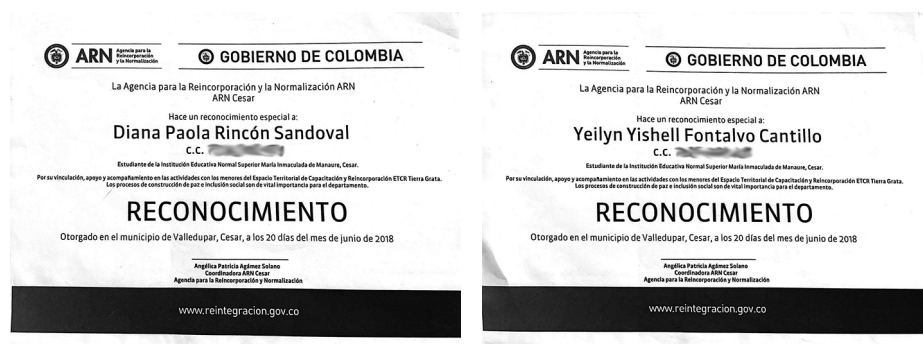 ARN Agencia para la Reincorporación y la Normalización
GOBIERNO DE COLOMBIA
La Agencia para la Reincorporación y la Normalización ARN
ARN Cesar
Hace un reconocimiento especial a:
Diana Paola Rincón Sandoval
C.C.
Estudiante de la Institución Educativa Normal Superior María Inmaculada de Manaure, Cesar.
Por su vinculación, apoyo y acompañamiento en las actividades con los menores del Espacio Territorial de Capacitación y Reincorporación ETCR Tierra Grata.
Los procesos de construcción de paz e inclusión social son de vital importancia para el departamento.
RECONOCIMIENTO
Otorgado en el municipio de Valledupar, Cesar, a los 20 días del mes de junio de 2018
Angélica Patricia Agámez Solano
Coordinadora ARN Cesar
Agencia para la Reincorporación y Normalización
www.reintegracion.gov.co
ARN Agencia para la Reincorporación y la Normalización
GOBIERNO DE COLOMBIA
La Agencia para la Reincorporación y la Normalización ARN
ARN Cesar
Hace un reconocimiento especial a:
Yeilyn Yishell Fontalvo Cantillo
C.C.
Estudiante de la Institución Educativa Normal Superior María Inmaculada de Manaure, Cesar.
Por su vinculación, apoyo y acompañamiento en las actividades con los menores del Espacio Territorial de Capacitación y Reincorporación ETCR Tierra Grata.
Los procesos de construcción de paz e inclusión social son de vital importancia para el departamento.
RECONOCIMIENTO
Otorgado en el municipio de Valledupar, Cesar, a los 20 días del mes de junio de 2018
Angélica Patricia Agámez Solano
Coordinadora ARN Cesar
Agencia para la Reincorporación y Normalización
www.reintegracion.gov.co